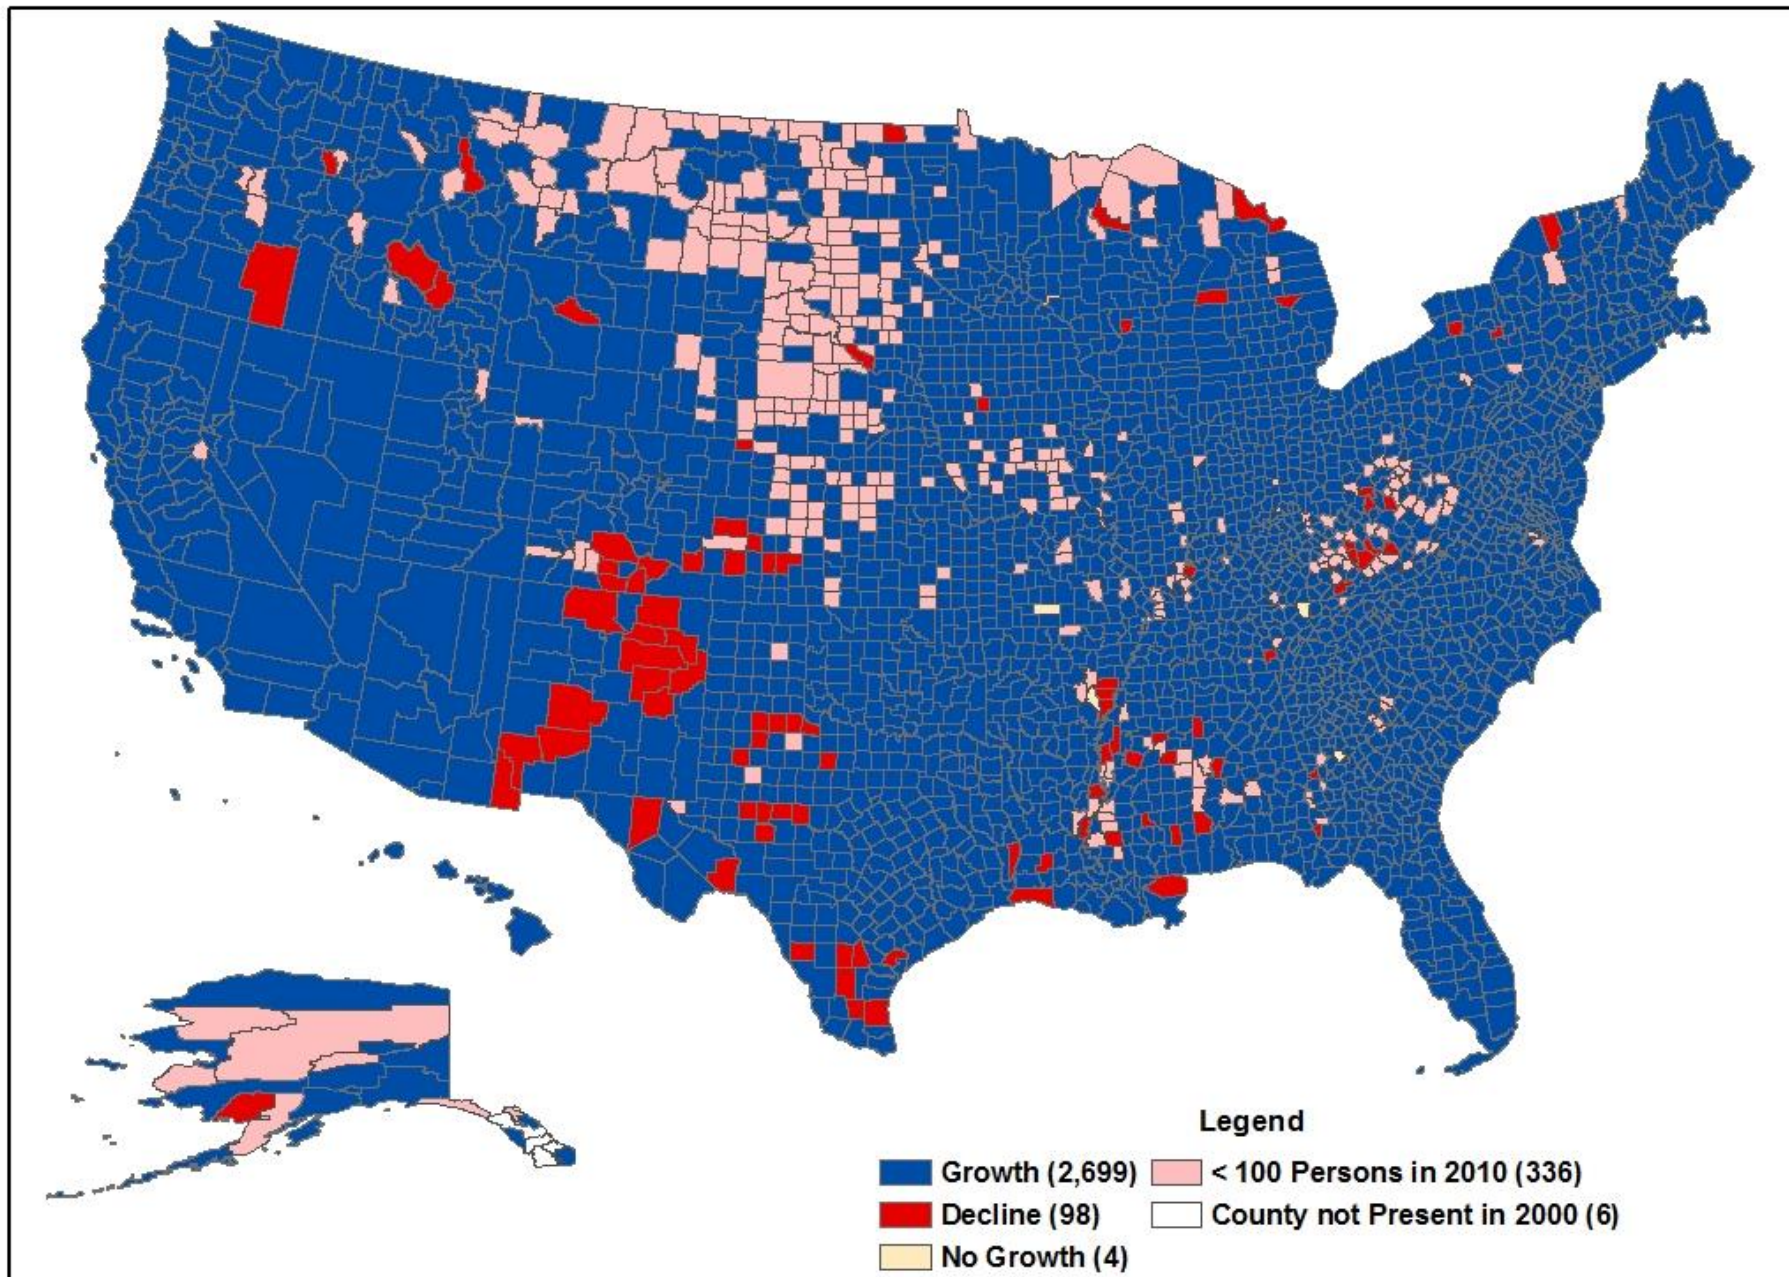 Legend
Growth (2,699)
< 100 Persons in 2010 (336)
Decline (98)
County not Present in 2000 (6)
No Growth (4)